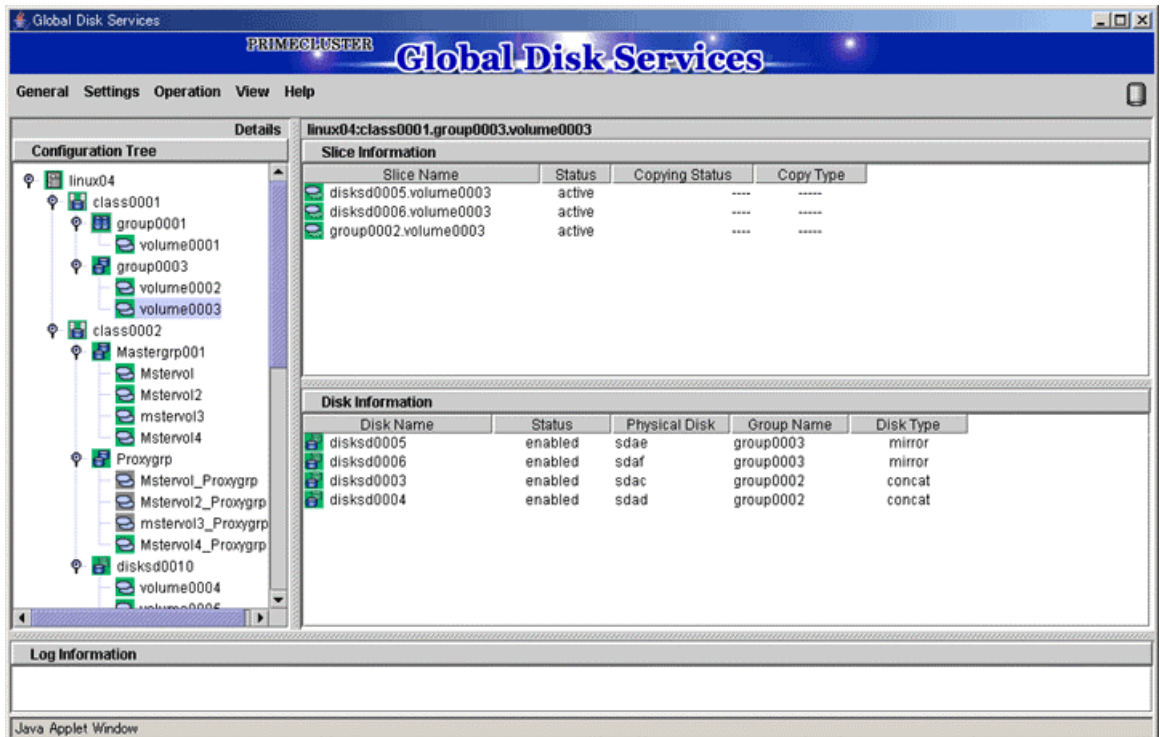 Global Disk Services
PRIMECLUSTER
Global Disk Services
General Settings Operation View Help
Details
Configuration Tree
linux04
class0001
group0001
volume0001
group0003
volume0002
volume0003
class0002
Mastergrp001
Mstervol
Mstervol2
mstervol3
Mstervol4
Proxygrp
Mstervol_Proxygrp
Mstervol2_Proxygrp
mstervol3_Proxygrp
Mstervol4_Proxygrp
disksd0010
volume0004
linux04:class0001.group0003.volume0003
Slice Information
Slice Name Status Copying Status Copy Type
disksd0005.volume0003 active ---- -----
disksd0006.volume0003 active ---- -----
group0002.volume0003 active ---- -----
Disk Information
Disk Name Status Physical Disk Group Name Disk Type
disksd0005 enabled sdae group0003 mirror
disksd0006 enabled sdaf group0003 mirror
disksd0003 enabled sdac group0002 concat
disksd0004 enabled sdad group0002 concat
Log Information
Java Applet Window